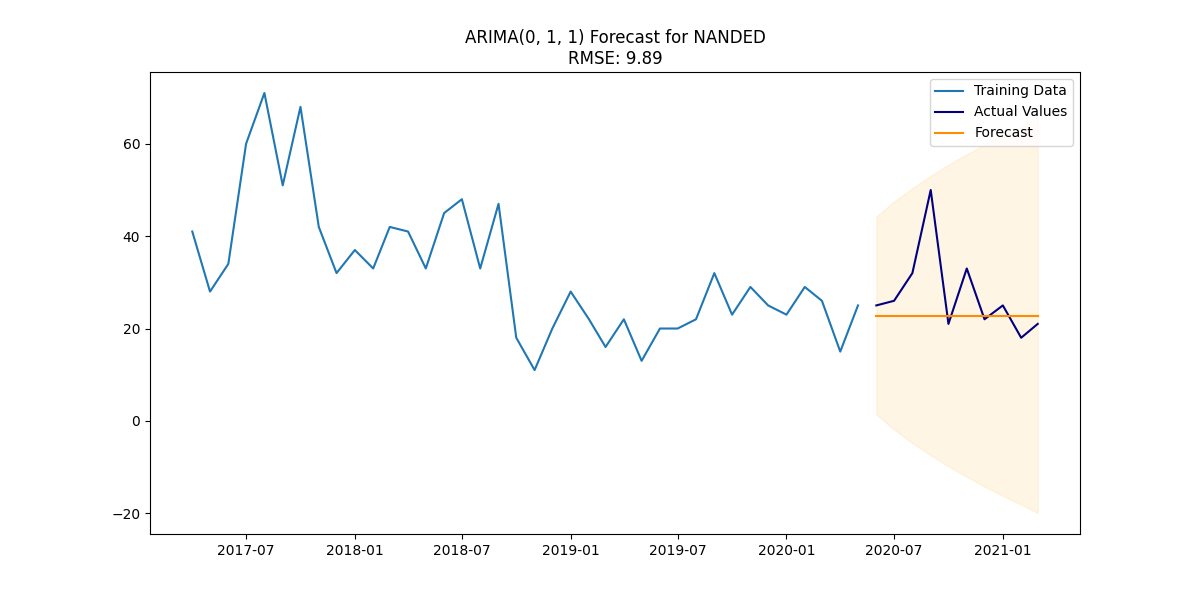 ARIMA(0, 1, 1) Forecast for NANDED
RMSE: 9.89
Training Data
Actual Values
Forecast
60
40
20
0
−20
2017-07 2018-01 2018-07 2019-01 2019-07 2020-01 2020-07 2021-01